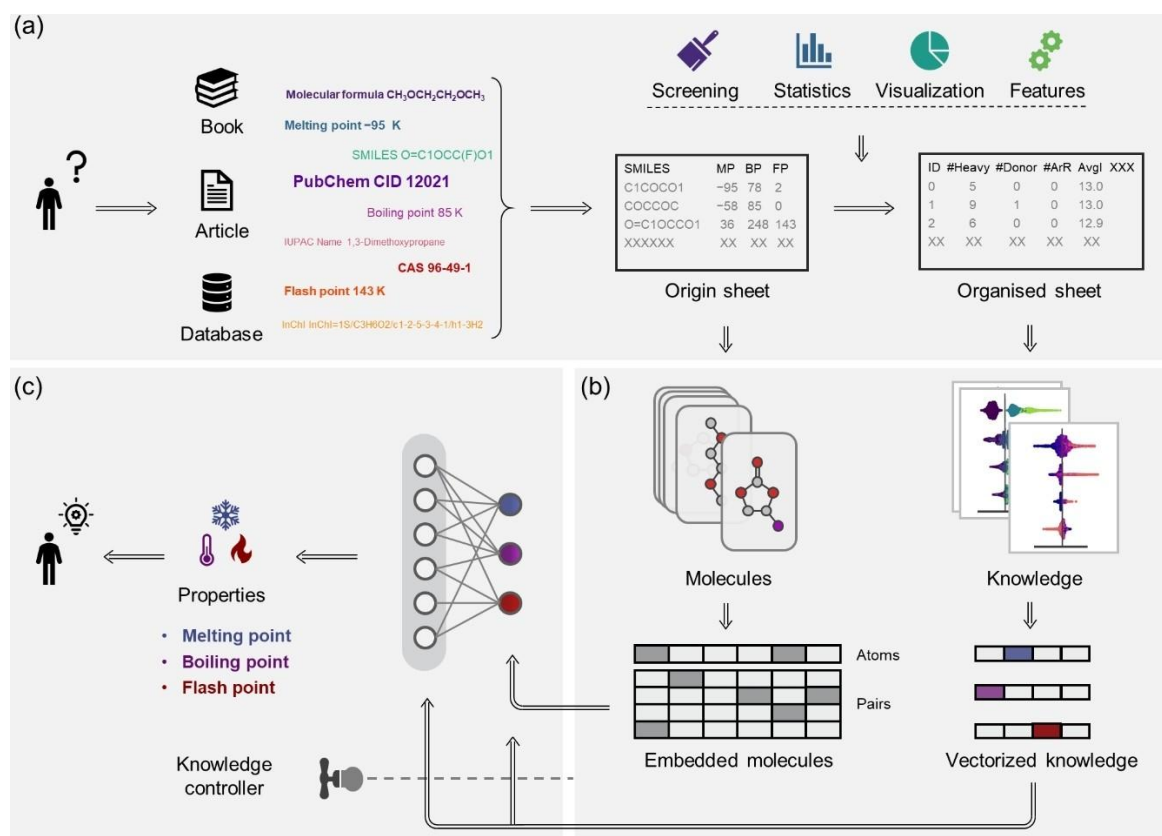 (a)
Book
Article
Database
?
Molecular formula CH₃OCH₂CH₂OCH₃
Melting point −95 K
SMILES O=C1OCC(F)O1
PubChem CID 12021
Boiling point 85 K
IUPAC Name 1,3-Dimethoxypropane
CAS 96-49-1
Flash point 143 K
InChI InChI=1S/C3H6O2/c1-2-5-3-4-1/h1-3H2
Screening Statistics Visualization Features
SMILES MP BP FP
C1COCO1 −95 78 2
COCCOC −58 85 0
O=C1OCCO1 36 248 143
XXXXXX XX XX XX
Origin sheet
ID #Heavy #Donor #ArR AvgI XXX
0 5 0 0 13.0
1 9 1 0 13.0
2 6 0 0 12.9
XX XX XX XX XX
Organised sheet
(c)
Properties
• Melting point
• Boiling point
• Flash point
Knowledge
controller
(b)
Molecules
Knowledge
Atoms
Pairs
Embedded molecules
Vectorized knowledge